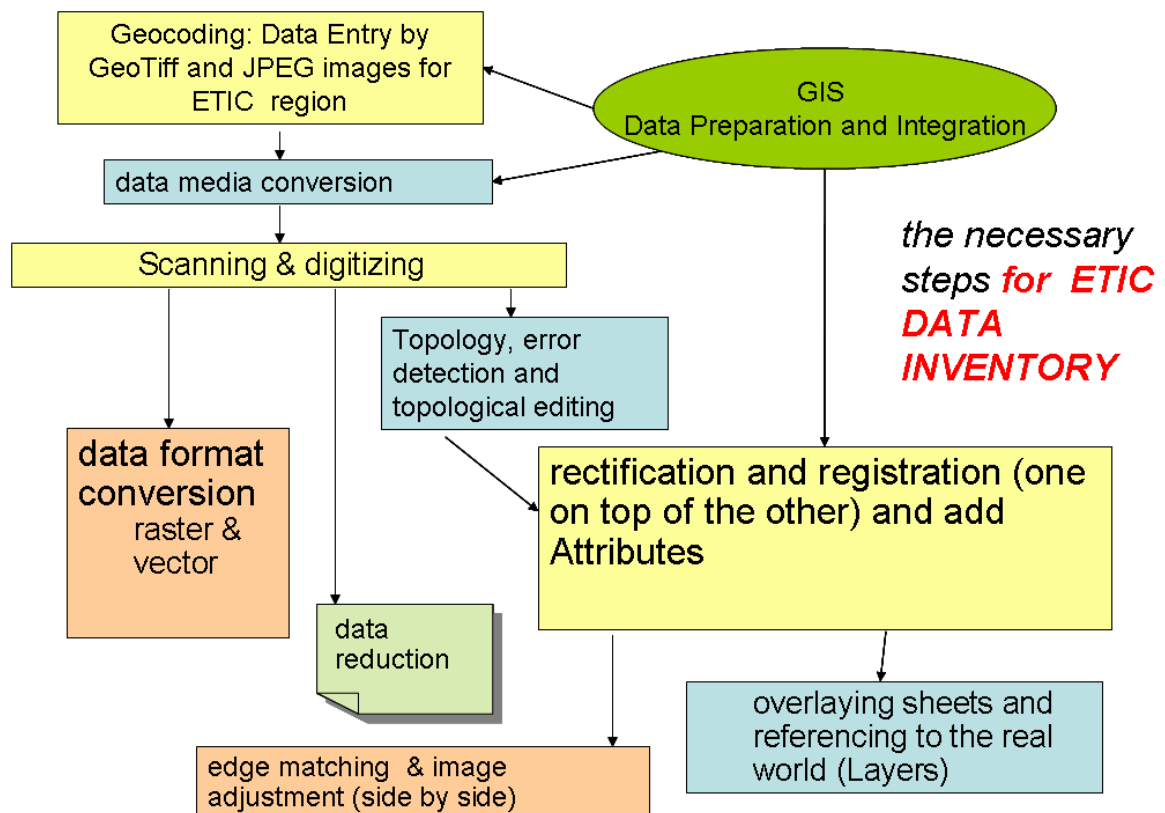 Geocoding: Data Entry by
GeoTiff and JPEG images for
ETIC region
GIS
Data Preparation and Integration
data media conversion
Scanning & digitizing
the necessary
steps for ETIC
DATA
INVENTORY
Topology, error
detection and
topological editing
data format
conversion
raster &
vector
rectification and registration (one
on top of the other) and add
Attributes
data
reduction
overlaying sheets and
referencing to the real
world (Layers)
edge matching & image
adjustment (side by side)